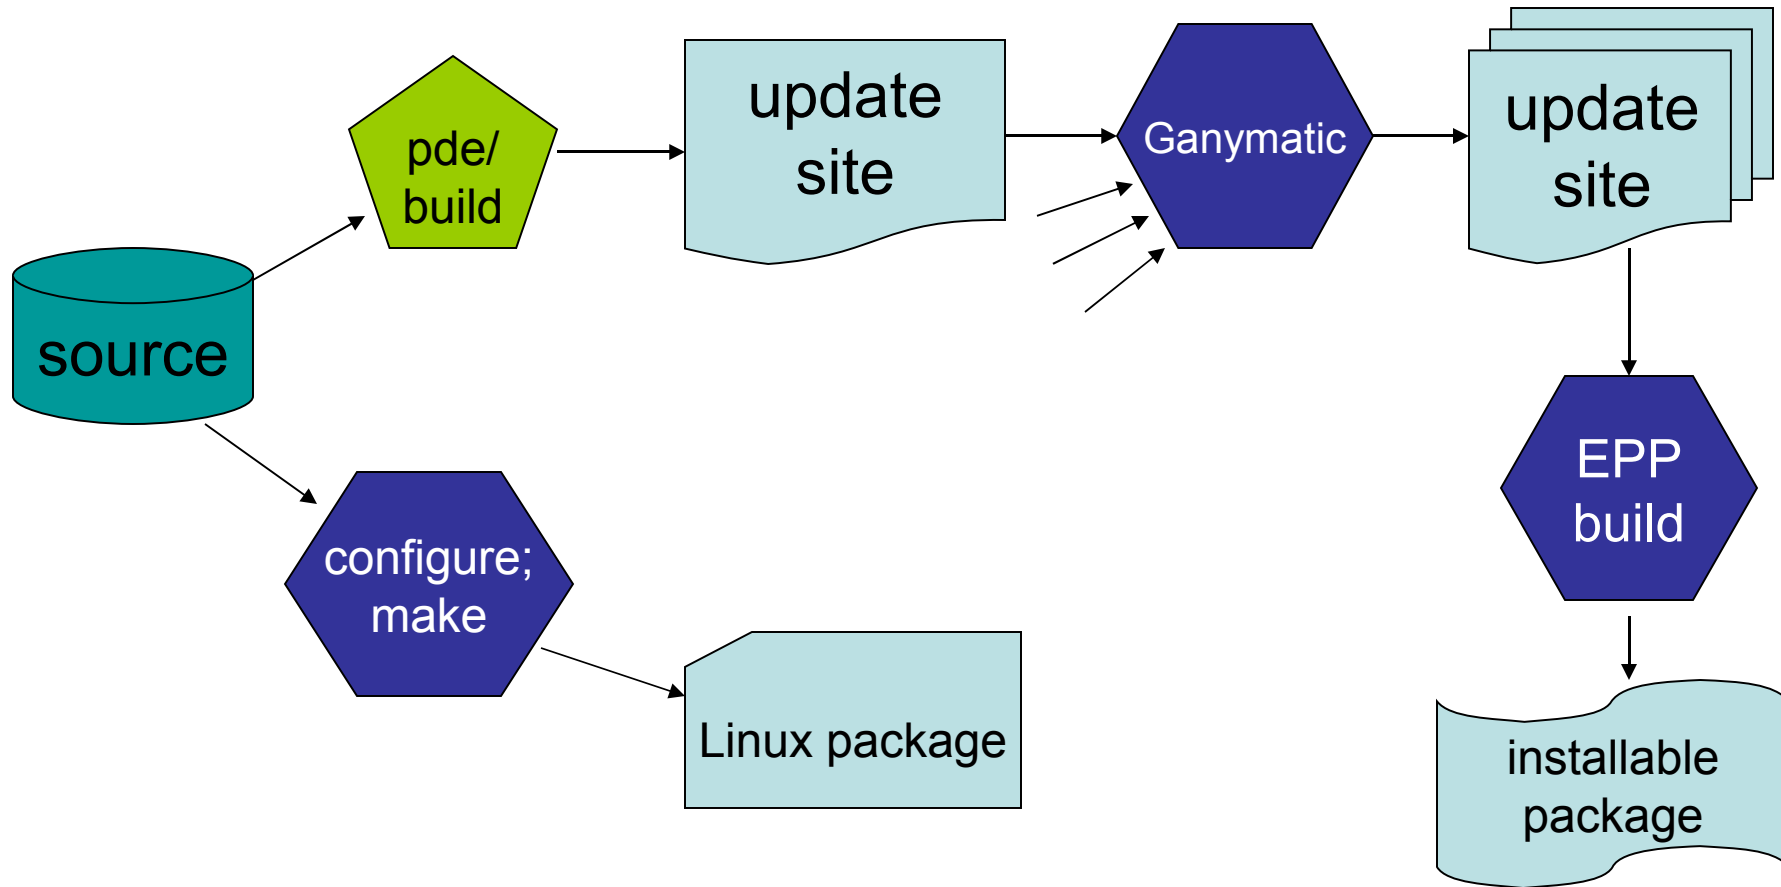 pde/
build
update
site
Ganymatic
update
site
source
configure;
make
EPP
build
Linux package
installable
package